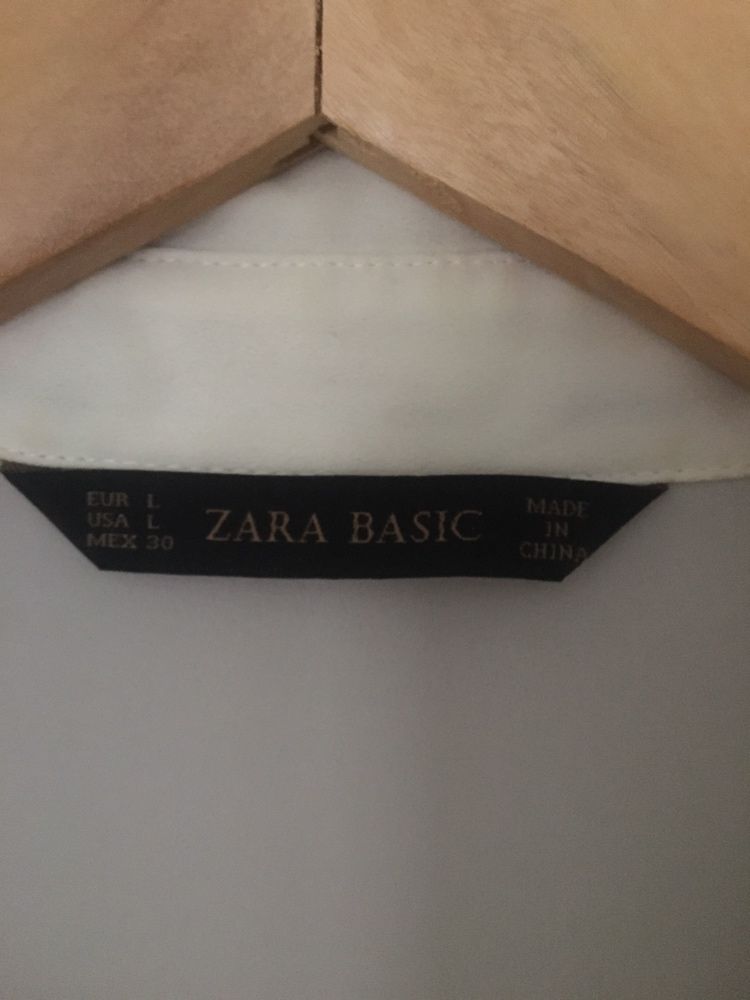 EUR L
USA L
MEX 30
ZARA BASIC
MADE
IN
CHINA